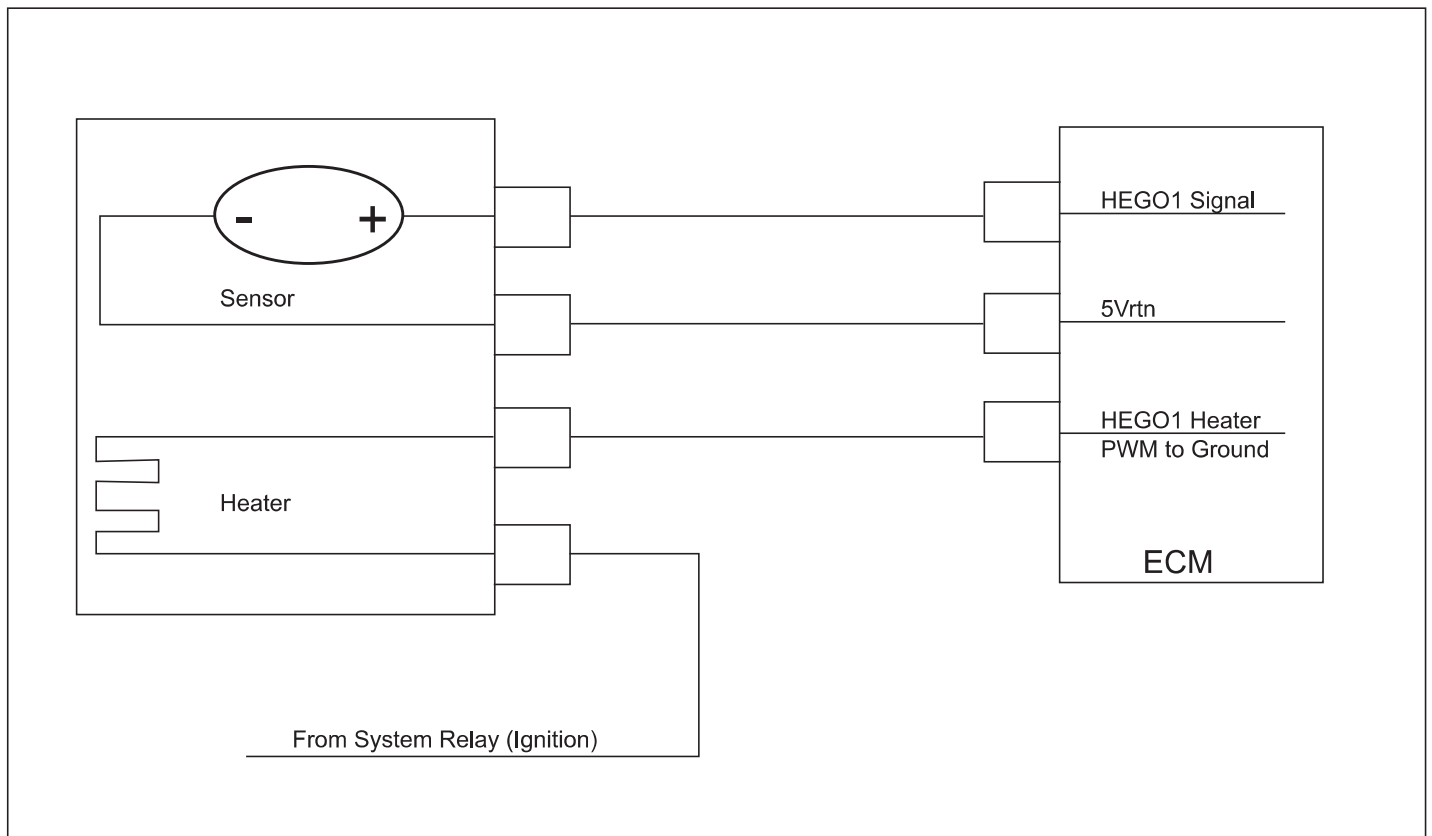 - +
Sensor
Heater
From System Relay (Ignition)
HEGO1 Signal
5Vrtn
HEGO1 Heater
PWM to Ground
ECM